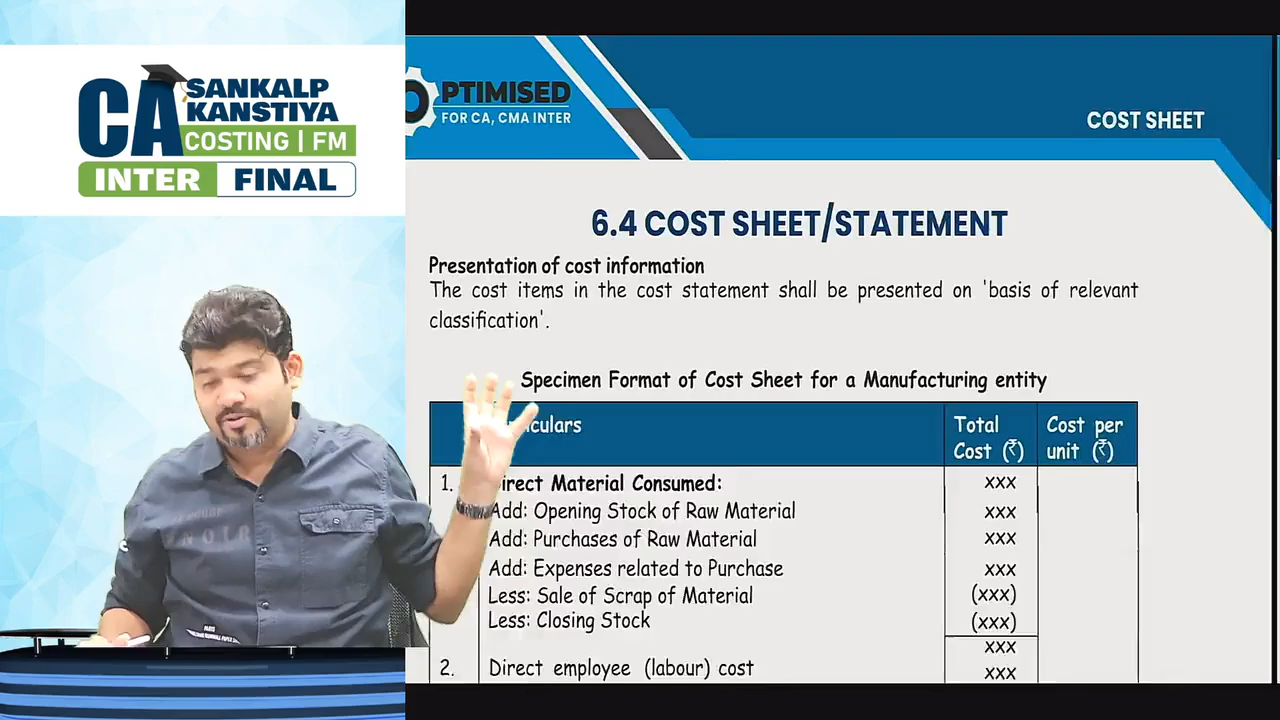 CA SANKALP
KANSTIYA
COSTING | FM
INTER FINAL
PTIMISED
FOR CA, CMA INTER
COST SHEET
6.4 COST SHEET/STATEMENT
Presentation of cost information
The cost items in the cost statement shall be presented on 'basis of relevant
classification'.
Specimen Format of Cost Sheet for a Manufacturing entity
culars Total Cost per
Cost (₹) unit (₹)
1. irect Material Consumed: xxx
Add: Opening Stock of Raw Material xxx
Add: Purchases of Raw Material xxx
Add: Expenses related to Purchase xxx
Less: Sale of Scrap of Material (xxx)
Less: Closing Stock (xxx)
xxx
2. Direct employee (labour) cost xxx